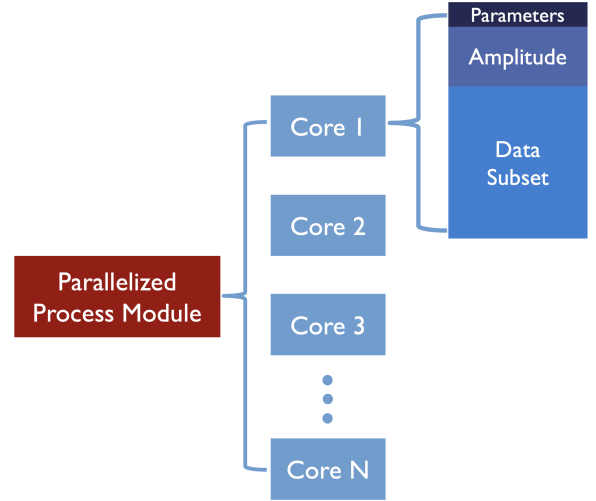 Parameters
Amplitude
Data
Subset
Core 1
Core 2
Parallelized
Process Module
Core 3
Core N